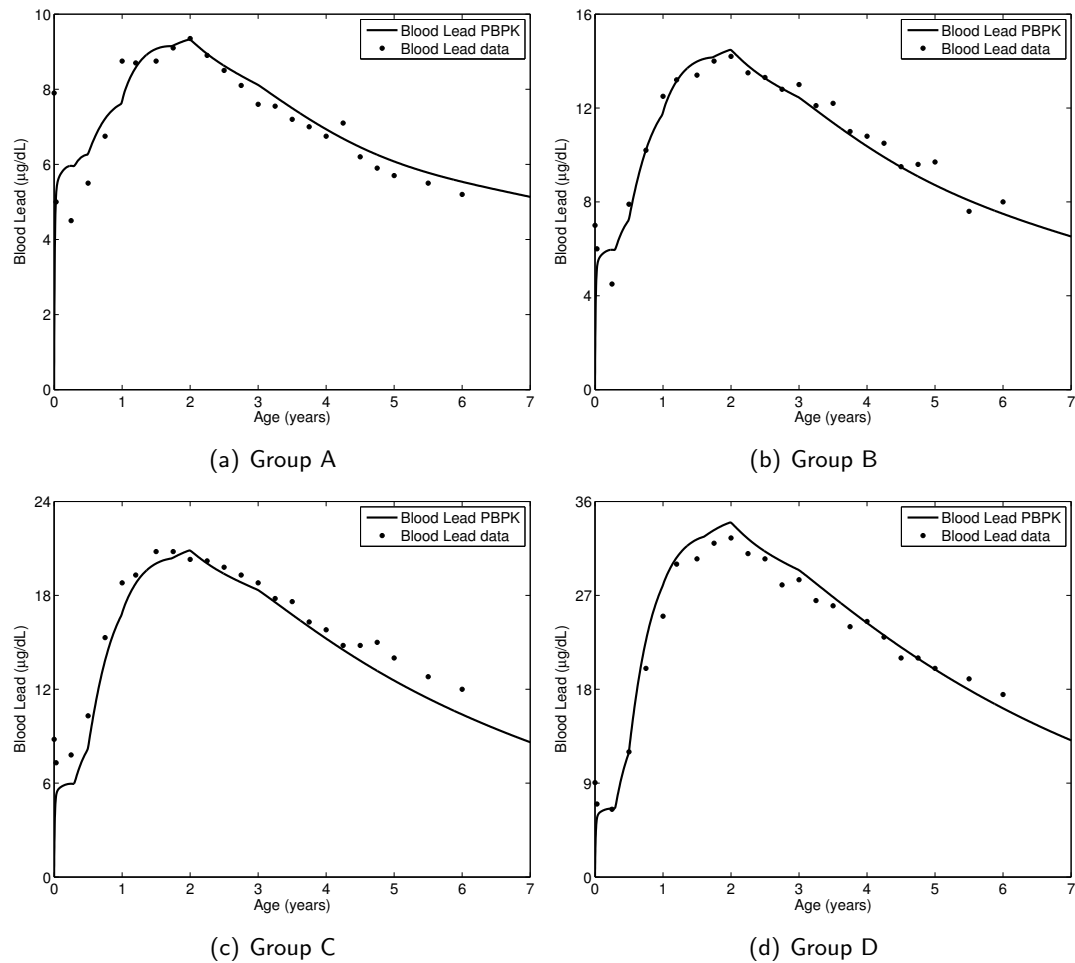 10
8
6
4
2
0
Blood Lead (µg/dL)
Blood Lead PBPK
Blood Lead data
0 1 2 3 4 5 6 7
Age (years)
(a) Group A
16
12
8
4
0
Blood Lead (µg/dL)
Blood Lead PBPK
Blood Lead data
0 1 2 3 4 5 6 7
Age (years)
(b) Group B
24
18
12
6
0
Blood Lead (µg/dL)
Blood Lead PBPK
Blood Lead data
0 1 2 3 4 5 6 7
Age (years)
(c) Group C
36
27
18
9
0
Blood Lead (µg/dL)
Blood Lead PBPK
Blood Lead data
0 1 2 3 4 5 6 7
Age (years)
(d) Group D